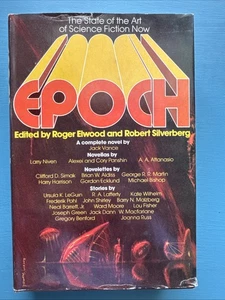 The State of the Art
of Science Fiction Now
EPOCH
Edited by Roger Elwood and Robert Silverberg
A complete novel by
Jack Vance
Novellas by
Larry Niven Alexei and Cory Panshin A. A. Attanasio
Novelettes by
Clifford D. Simak Brian W. Aldiss George R. R. Martin
Harry Harrison Gordon Eklund Michael Bishop
Stories by
Ursula K. LeGuin R. A. Lafferty Kate Wilhelm
Frederik Pohl John Shirley Barry N. Malzberg
Neal Barrett, Jr. Ward Moore Lou Fisher
Joseph Green Jack Dann W. Macfarlane
Gregory Benford Joanna Russ